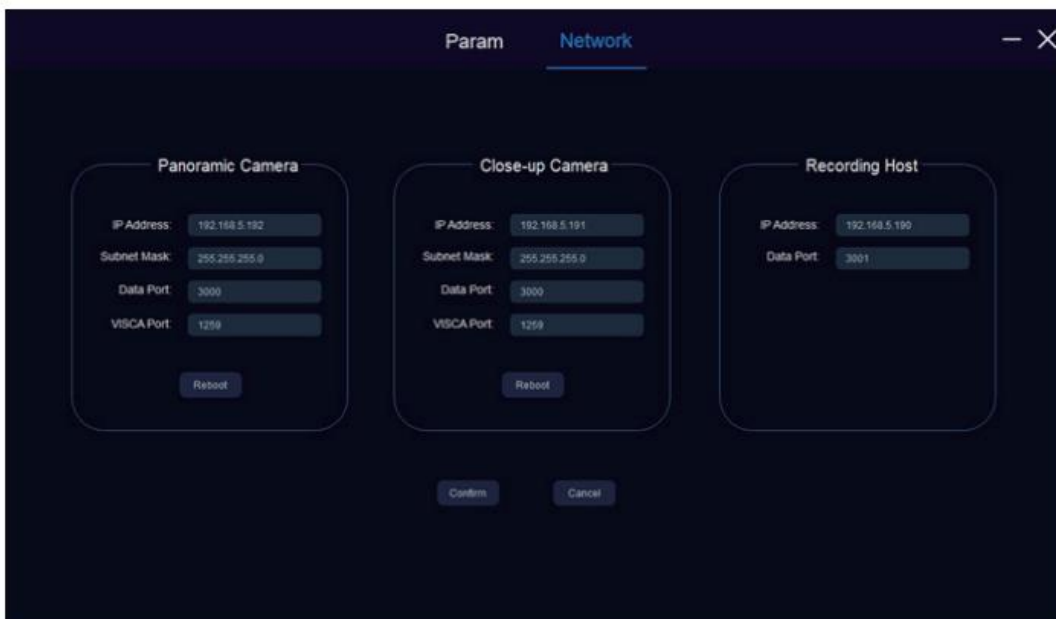 Param Network
Panoramic Camera
IP Address: 192.168.5.192
Subnet Mask: 255.255.255.0
Data Port: 3000
VISCA Port: 1259
Reboot
Close-up Camera
IP Address: 192.168.5.191
Subnet Mask: 255.255.255.0
Data Port: 3000
VISCA Port: 1259
Reboot
Recording Host
IP Address: 192.168.5.190
Data Port: 3001
Confirm Cancel